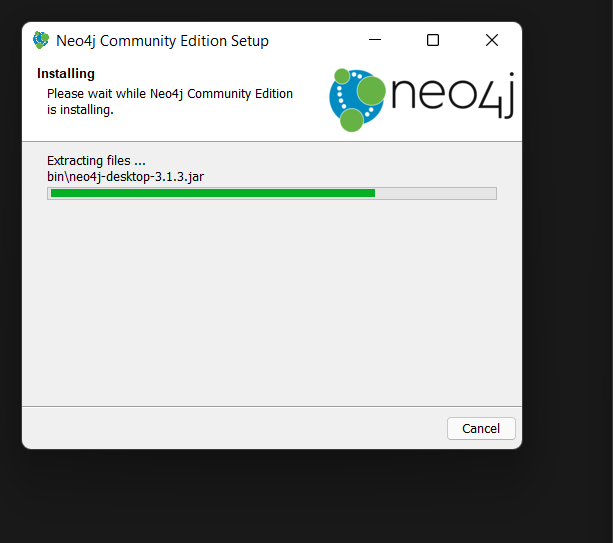 Neo4j Community Edition Setup
Installing
Please wait while Neo4j Community Edition
is installing.
neo4j
Extracting files ...
bin\neo4j-desktop-3.1.3.jar
Cancel